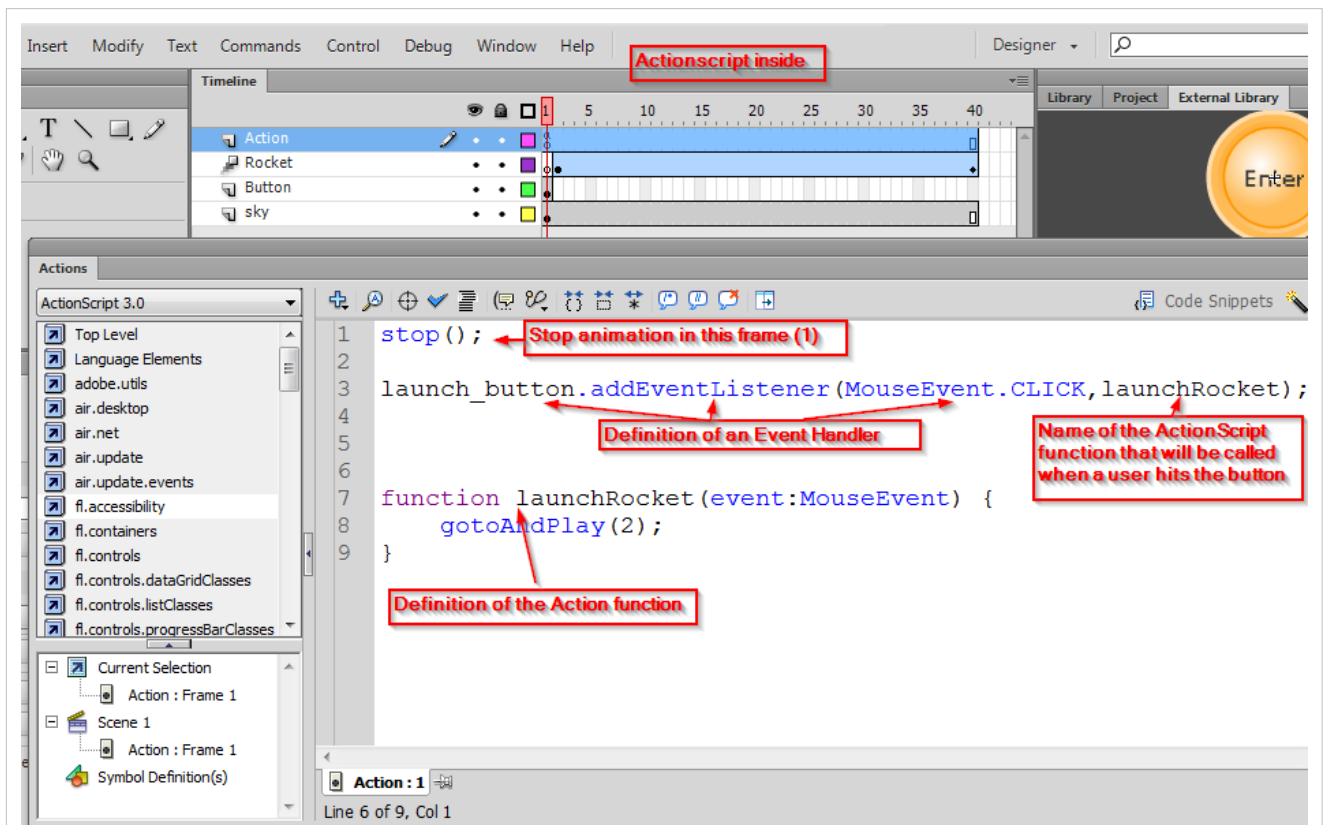 Insert Modify Text Commands Control Debug Window Help Designer
Actionscript inside
Timeline
Library Project External Library
1 5 10 15 20 25 30 35 40
Action
Rocket
Button
sky
Enter
Actions
ActionScript 3.0
Code Snippets
Top Level
Language Elements
adobe.utils
air.desktop
air.net
air.update
air.update.events
fl.accessibility
fl.containers
fl.controls
fl.controls.dataGridClasses
fl.controls.listClasses
fl.controls.progressBarClasses
Current Selection
Action : Frame 1
Scene 1
Action : Frame 1
Symbol Definition(s)
1 stop();
Stop animation in this frame (1)
2
3 launch_button.addEventListener(MouseEvent.CLICK,launchRocket);
4
Definition of an Event Handler
Name of the ActionScript
function that will be called
when a user hits the button
5
6
7 function launchRocket(event:MouseEvent) {
8 gotoAndPlay(2);
9 }
Definition of the Action function
Action : 1
Line 6 of 9, Col 1